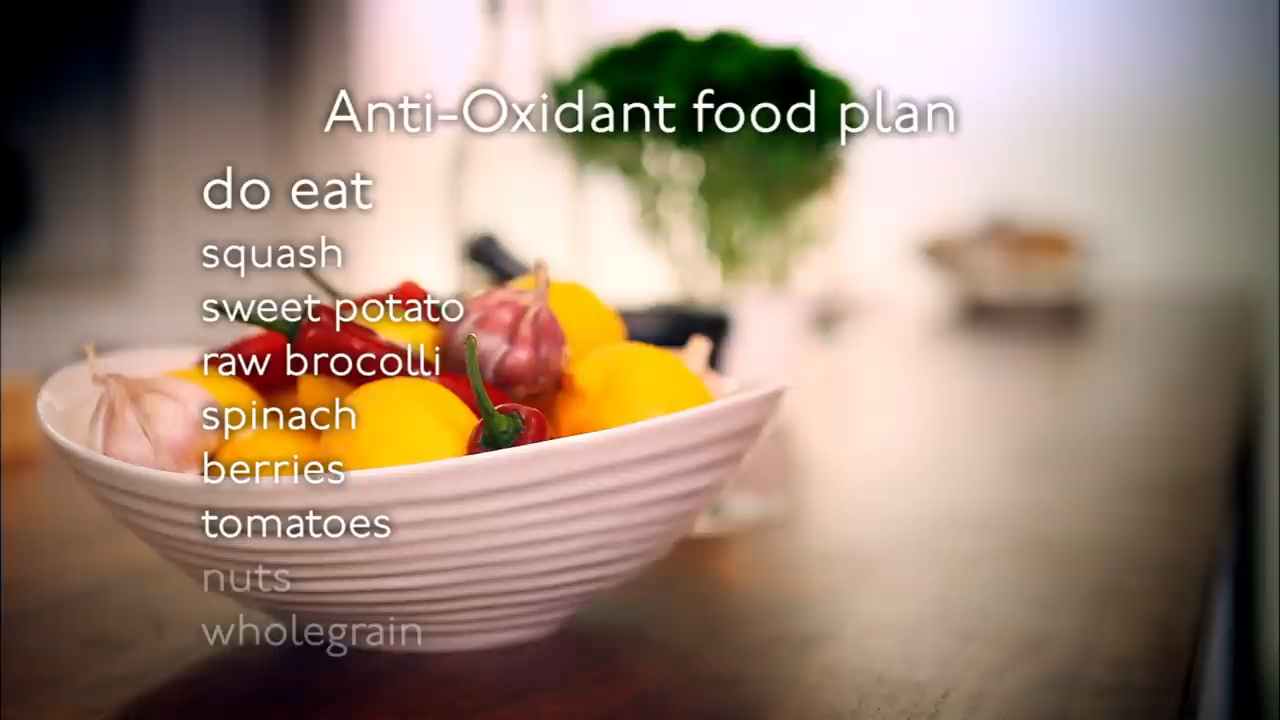 Anti-Oxidant food plan
do eat
squash
sweet potato
raw brocolli
spinach
berries
tomatoes
nuts
wholegrain